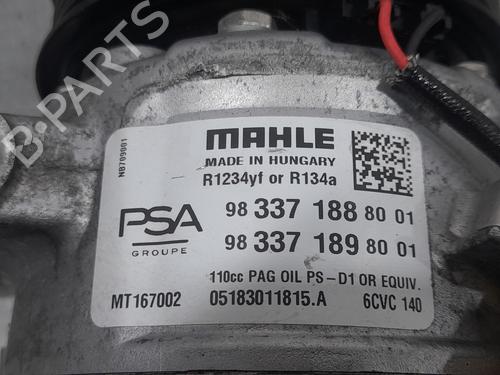 MAHLE
MADE IN HUNGARY
R1234yf or R134a
N8709001
PSA
GROUPE
98 337 188 80 01
98 337 189 80 01
110cc PAG OIL PS-D1 OR EQUIV.
MT167002 05183011815.A 6CVC 140
B-PARTS